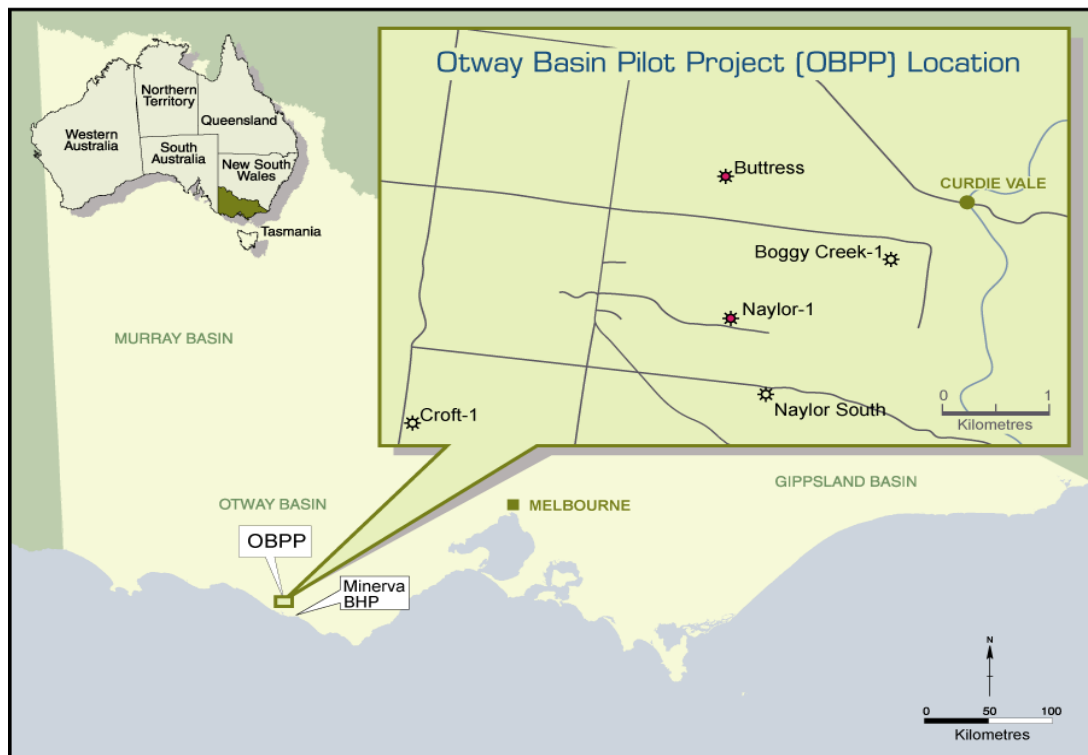 Otway Basin Pilot Project (OBPP) Location
Northern
Territory
Queensland
Western
Australia
South
Australia
New South
Wales
Tasmania
Buttress
CURDIE VALE
Boggy Creek-1
Naylor-1
Naylor South
Croft-1
0 1
Kilometres
MURRAY BASIN
OTWAY BASIN
MELBOURNE
GIPPSLAND BASIN
OBPP
Minerva
BHP
N
0 50 100
Kilometres